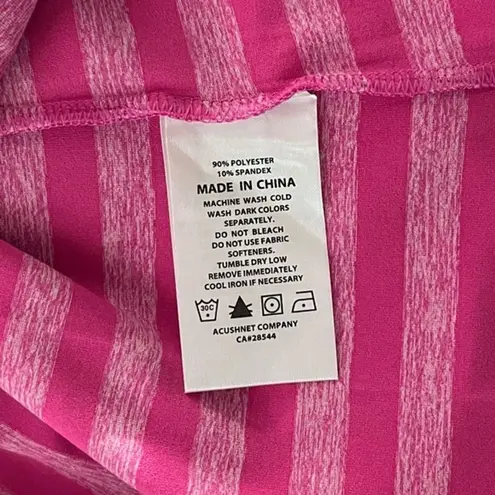 90% POLYESTER
10% SPANDEX
MADE IN CHINA
MACHINE WASH COLD
WASH DARK COLORS
SEPARATELY.
DO NOT BLEACH
DO NOT USE FABRIC
SOFTENERS.
TUMBLE DRY LOW
REMOVE IMMEDIATELY
COOL IRON IF NECESSARY
30C
ACUSHNET COMPANY
CA#28544